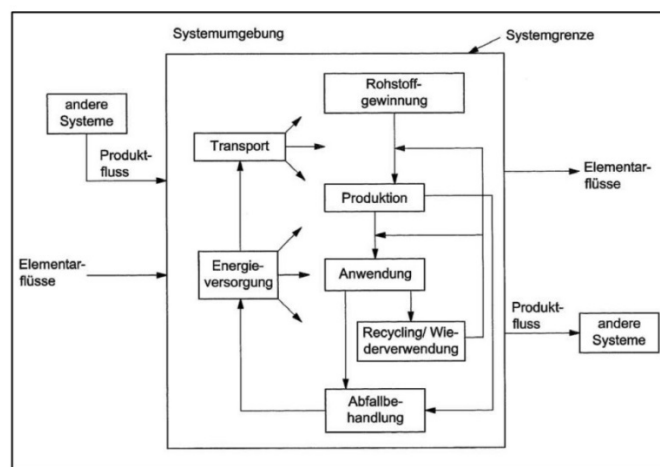 Systemumgebung
Systemgrenze
andere
Systeme
Produkt-
fluss
Elementar-
flüsse
Rohstoff-
gewinnung
Transport
Produktion
Energie-
versorgung
Anwendung
Recycling/ Wie-
derverwendung
Abfallbe-
handlung
Elementar-
flüsse
Produkt-
fluss
andere
Systeme